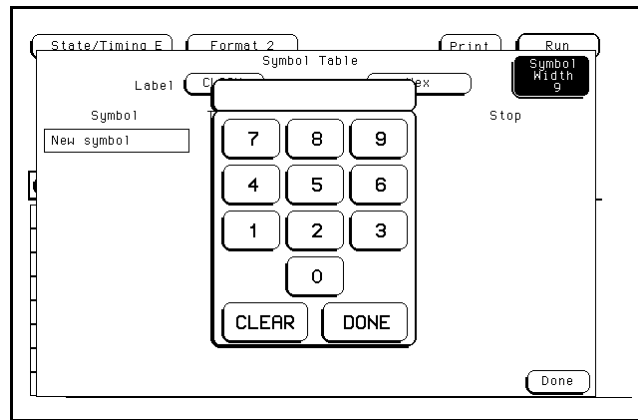 State/Timing E Format 2 Print Run
Symbol Table
Symbol Width 9
Label
Symbol Stop
New symbol
7 8 9
4 5 6
1 2 3
0
CLEAR DONE
Done